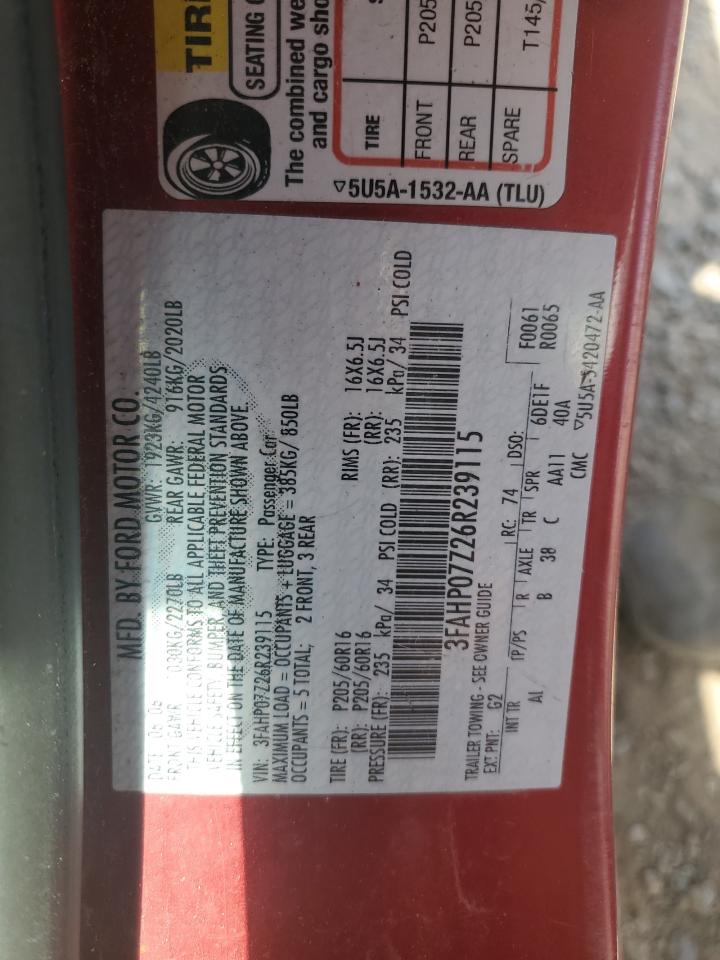 TIR
SEATING C
The combined we
and cargo sho
TIRE S
FRONT P205
REAR P205
SPARE T145/
▽5U5A-1532-AA (TLU)
MFD. BY FORD MOTOR CO.
DATE: GVWR: 1923KG/4240LB
FRONT GAWR: 1030KG/2270LB REAR GAWR: 916KG/2020LB
THIS VEHICLE CONFORMS TO ALL APPLICABLE FEDERAL MOTOR
VEHICLE SAFETY, BUMPER, AND THEFT PREVENTION STANDARDS
IN EFFECT ON THE DATE OF MANUFACTURE SHOWN ABOVE.
VIN: 3FAHP07Z26R239115 TYPE: Passenger Car
MAXIMUM LOAD = OCCUPANTS + LUGGAGE = 385KG/ 850LB
OCCUPANTS = 5 TOTAL; 2 FRONT, 3 REAR
TIRE (FR): P205/60R16 RIMS (FR): 16X6.5J
(RR): P205/60R16 (RR): 16X6.5J
PRESSURE (FR): 235 kPa/ 34 PSI COLD (RR): 235 kPa/ 34 PSI COLD
3FAHP07Z26R239115
TRAILER TOWING - SEE OWNER GUIDE
EXT PNT: G2 RC: 74 DSO: F0061
R0065
INT TR TP/PS R AXLE TR SPR 6DE1F
AI B 38 C AA11 40A
CMC ▽5U5A-5420472-AA